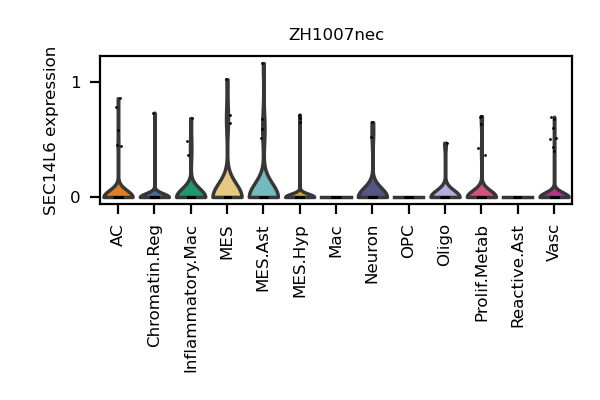 ZH1007nec
SEC14L6 expression
1
0
AC
Chromatin.Reg
Inflammatory.Mac
MES
MES.Ast
MES.Hyp
Mac
Neuron
OPC
Oligo
Prolif.Metab
Reactive.Ast
Vasc